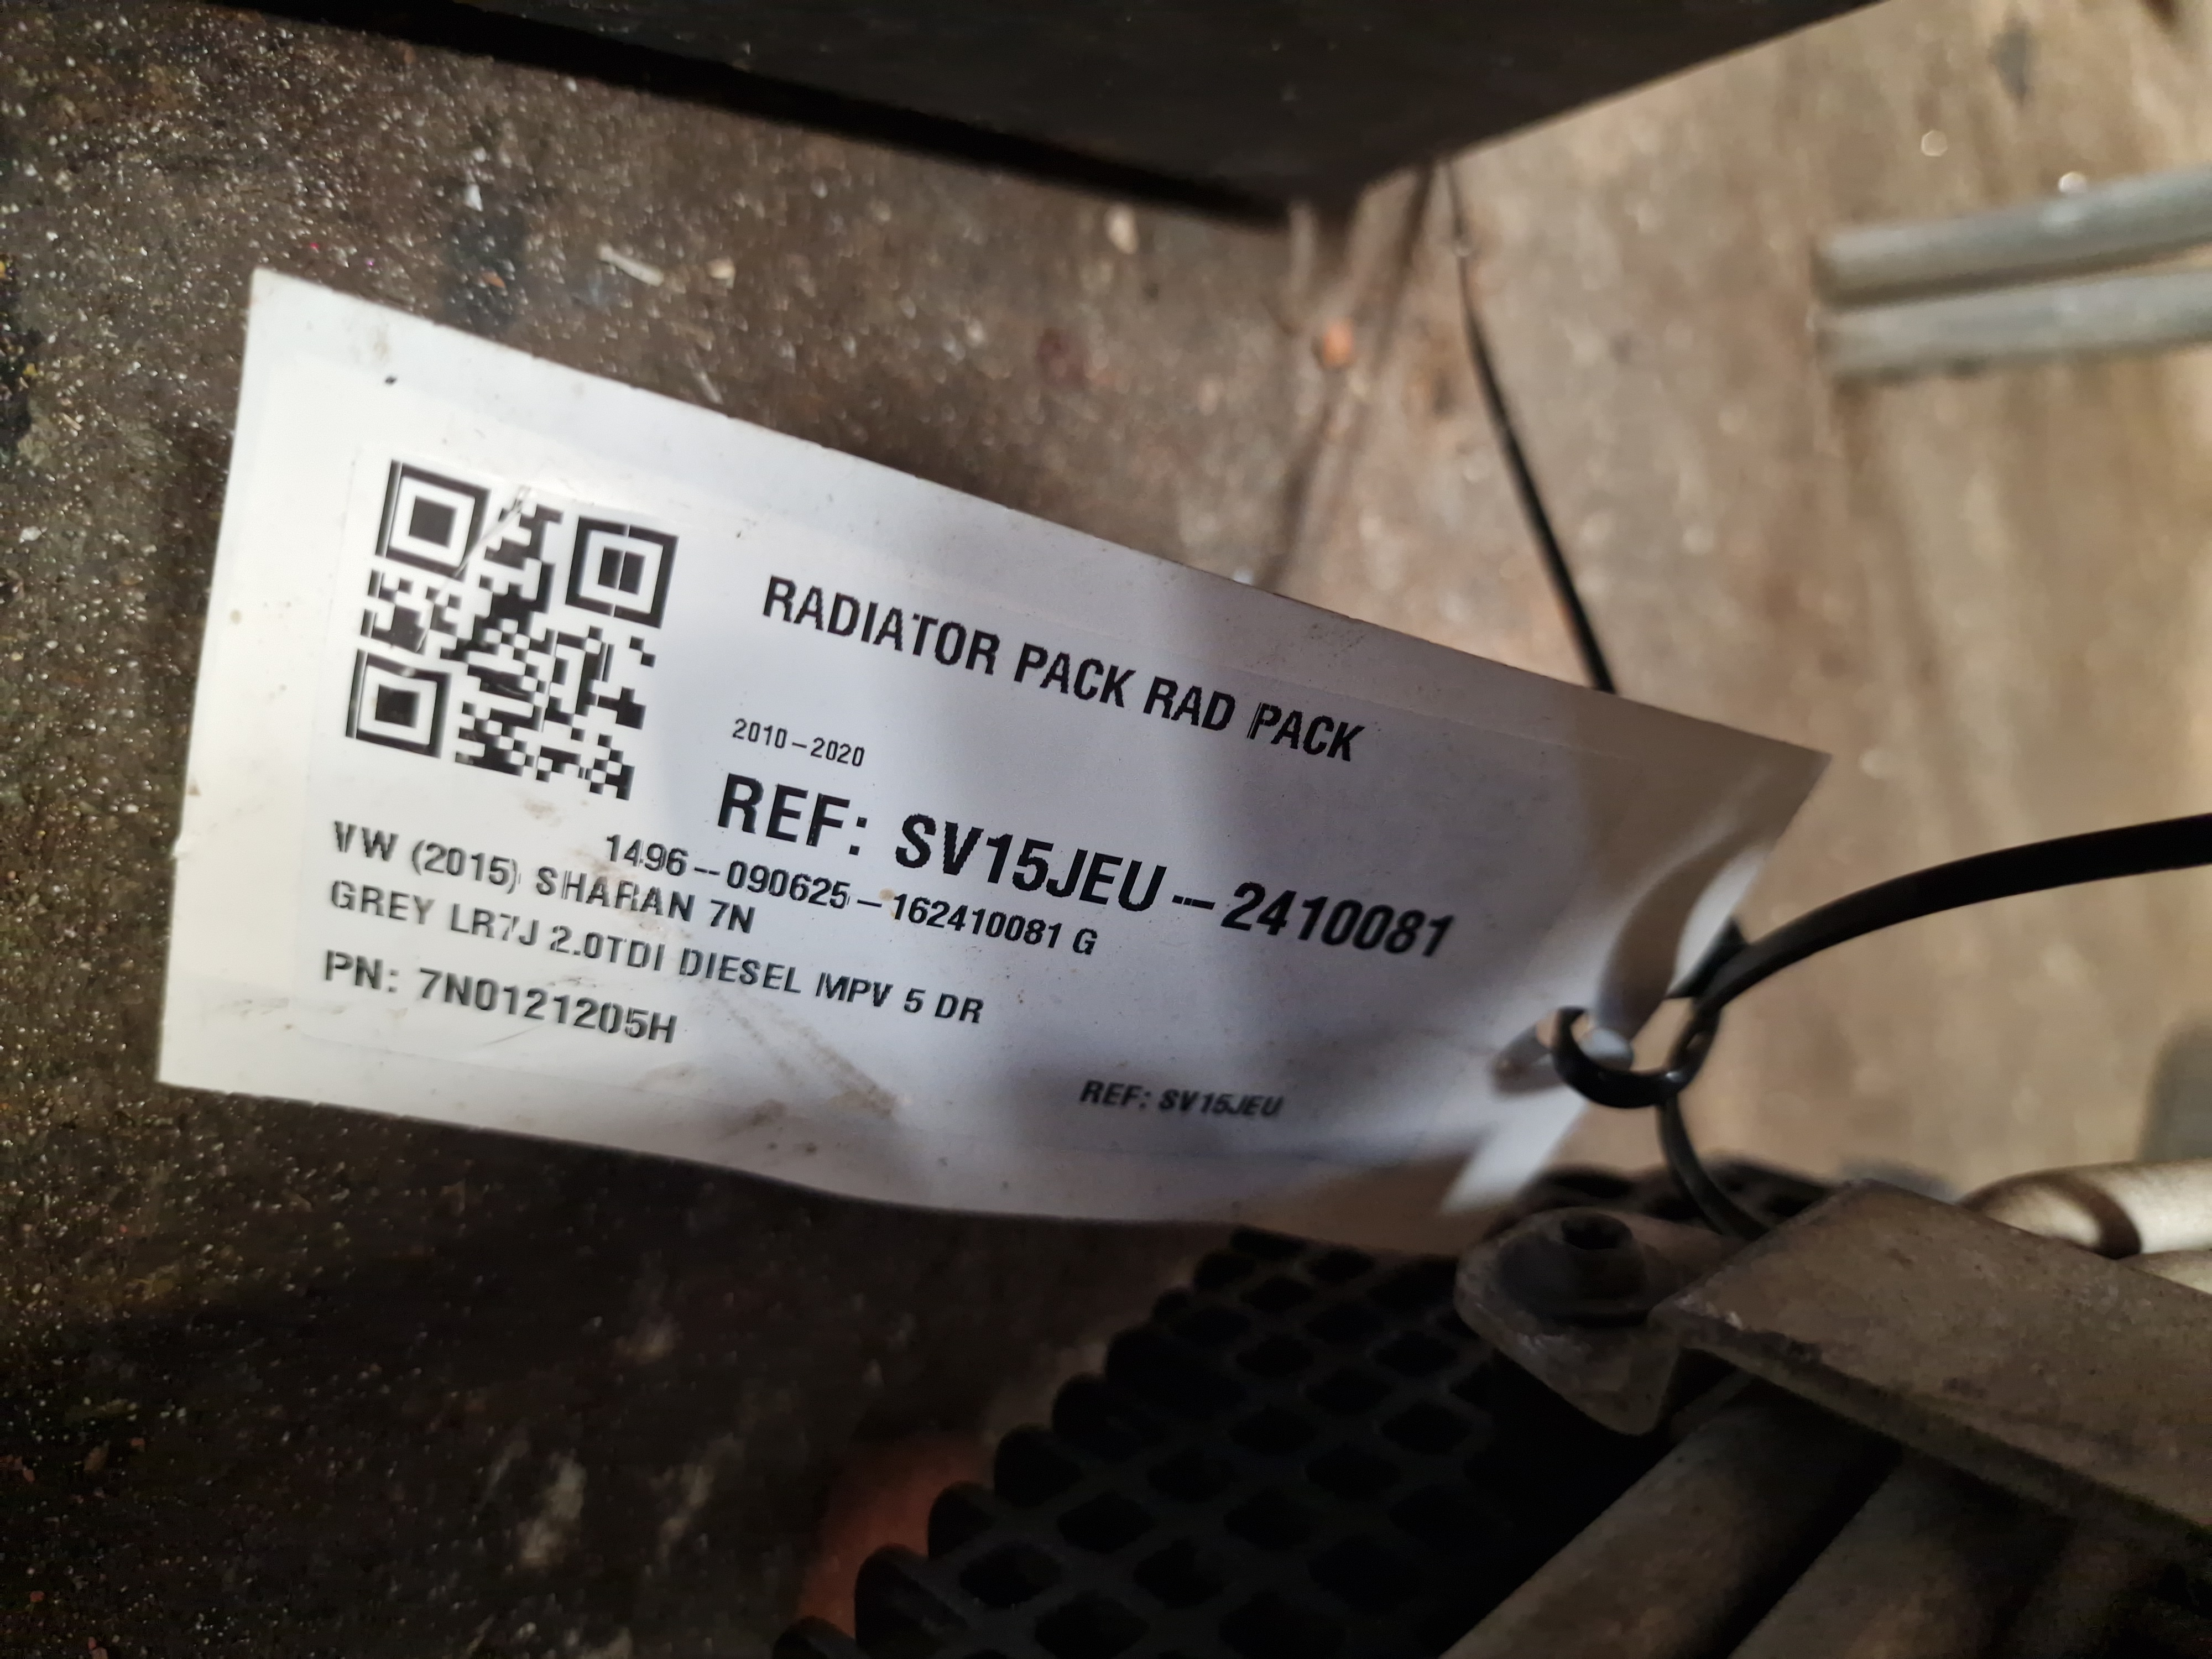 RADIATOR PACK RAD PACK
2010-2020
REF: SV15JEU-2410081
1496-090625-162410081 G
VW (2015) SHARAN 7N
GREY LR7J 2.0TDI DIESEL MPV 5 DR
PN: 7N0121205H
REF: SV15JEU